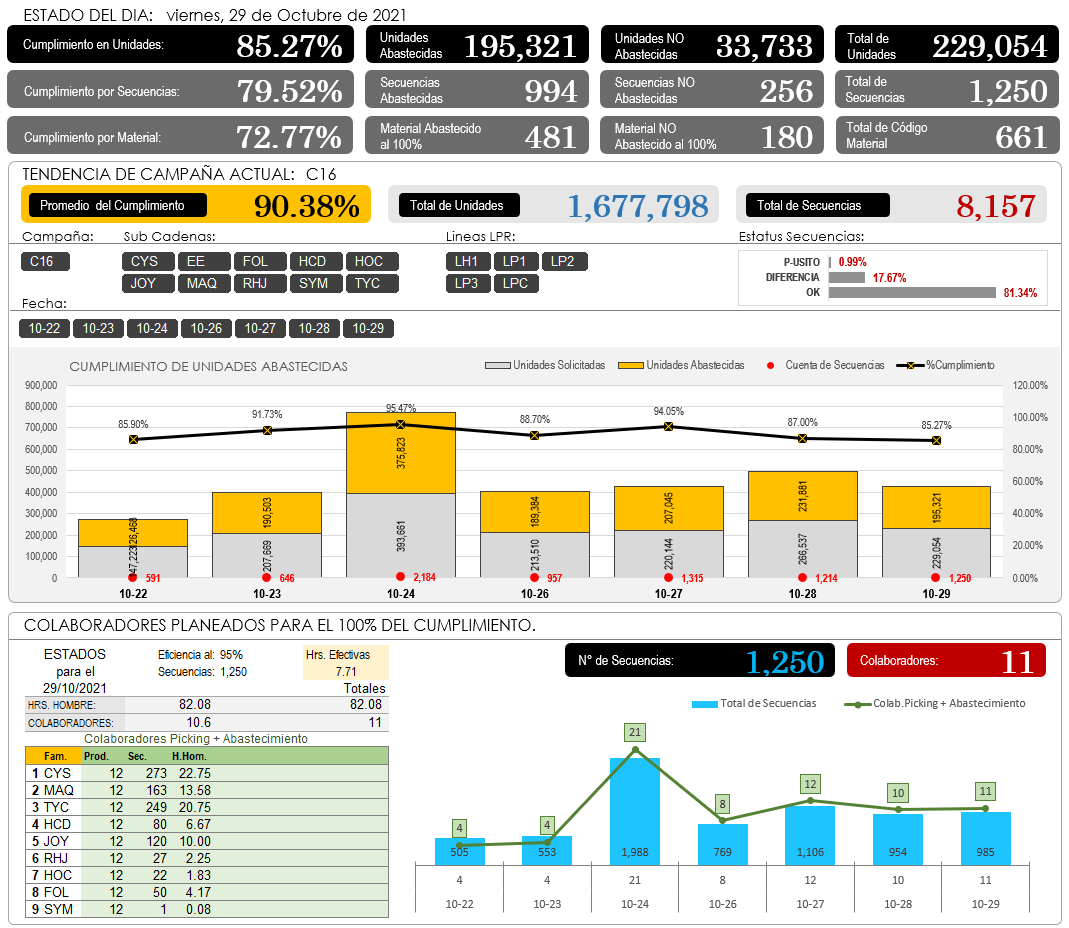 ESTADO DEL DIA: viernes, 29 de Octubre de 2021
Cumplimiento en Unidades: 85.27%
Unidades Abastecidas 195,321
Unidades NO Abastecidas 33,733
Total de Unidades 229,054
Cumplimiento por Secuencias: 79.52%
Secuencias Abastecidas 994
Secuencias NO Abastecidas 256
Total de Secuencias 1,250
Cumplimiento por Material: 72.77%
Material Abastecido al 100% 481
Material NO Abastecido al 100% 180
Total de Código Material 661
TENDENCIA DE CAMPAÑA ACTUAL: C16
Promedio del Cumplimiento 90.38%
Total de Unidades 1,677,798
Total de Secuencias 8,157
Campaña: Sub Cadenas: Lineas LPR: Estatus Secuencias:
C16 CYS EE FOL HCD HOC LH1 LP1 LP2
JOY MAQ RHJ SYM TYC LP3 LPC
P-USITO 0.99%
DIFERENCIA 17.67%
OK 81.34%
Fecha:
10-22 10-23 10-24 10-26 10-27 10-28 10-29
CUMPLIMIENTO DE UNIDADES ABASTECIDAS
Unidades Solicitadas Unidades Abastecidas Cuenta de Secuencias %Cumplimiento
900,000
800,000
700,000
600,000
500,000
400,000
300,000
200,000
100,000
0
120.00%
100.00%
80.00%
60.00%
40.00%
20.00%
0.00%
85.90% 91.73% 95.47% 88.70% 94.05% 87.00% 85.27%
126,468 190,503 375,823 189,384 207,045 231,881 195,321
147,223 207,669 393,661 213,510 220,144 266,537 229,054
591 646 2,184 957 1,315 1,214 1,250
10-22 10-23 10-24 10-26 10-27 10-28 10-29
COLABORADORES PLANEADOS PARA EL 100% DEL CUMPLIMIENTO.
ESTADOS para el 29/10/2021
Eficiencia al: 95%
Secuencias: 1,250
Hrs. Efectivas
7.71
Totales
HRS. HOMBRE: 82.08 82.08
COLABORADORES: 10.6 11
Colaboradores Picking + Abastecimiento
Fam. Prod. Sec. H.Hom.
1 CYS 12 273 22.75
2 MAQ 12 163 13.58
3 TYC 12 249 20.75
4 HCD 12 80 6.67
5 JOY 12 120 10.00
6 RHJ 12 27 2.25
7 HOC 12 22 1.83
8 FOL 12 50 4.17
9 SYM 12 1 0.08
N° de Secuencias: 1,250
Colaboradores: 11
Total de Secuencias Colab.Picking + Abastecimiento
4 4 21 8 12 10 11
505 553 1,988 769 1,106 954 985
4 4 21 8 12 10 11
10-22 10-23 10-24 10-26 10-27 10-28 10-29